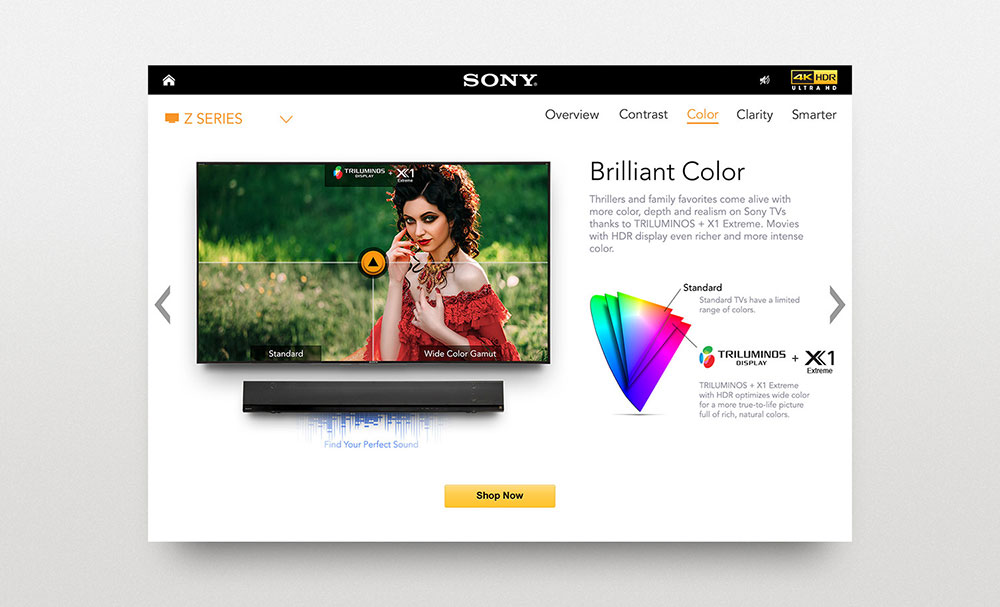 SONY
4K HDR
ULTRA HD
Z SERIES
Overview Contrast Color Clarity Smarter
TRILUMINOS
DISPLAY
+
X1
Extreme
Standard
Wide Color Gamut
Find Your Perfect Sound
Brilliant Color
Thrillers and family favorites come alive with
more color, depth and realism on Sony TVs
thanks to TRILUMINOS + X1 Extreme. Movies
with HDR display even richer and more intense
color.
Standard
Standard TVs have a limited
range of colors.
TRILUMINOS
DISPLAY
+
X1
Extreme
TRILUMINOS + X1 Extreme
with HDR optimizes wide color
for a more true-to-life picture
full of rich, natural colors.
Shop Now